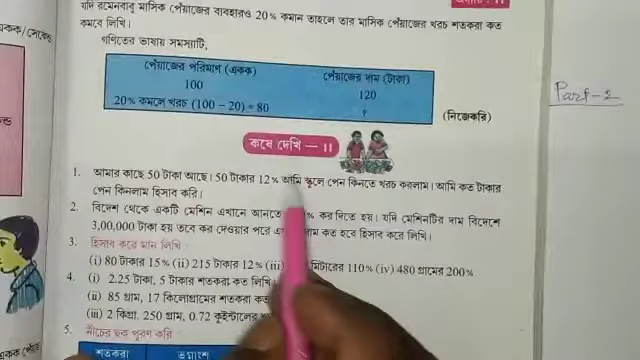 যদি রমেনবাবু মাসিক পেঁয়াজের ব্যবহারও 20% কমান তাহলে তার মাসিক পেঁয়াজের খরচ শতকরা কত
কমবে লিখি।
গণিতের ভাষায় সমস্যাটি,
পেঁয়াজের পরিমাণ (একক) পেঁয়াজের দাম (টাকা)
100 120
20% কমলে খরচ (100 − 20) = 80 ?
(নিজেকরি)
Part-2
কষে দেখি — 11
1. আমার কাছে 50 টাকা আছে। 50 টাকার 12% আমি স্কুলে পেন কিনতে খরচ করলাম। আমি কত টাকার
পেন কিনলাম হিসাব করি।
2. বিদেশ থেকে একটি মেশিন এখানে আনতে % কর দিতে হয়। যদি মেশিনটির দাম বিদেশে
3,00,000 টাকা হয় তবে কর দেওয়ার পরে দাম কত হবে হিসাব করে লিখি।
3. হিসাব করে মান লিখি
(i) 80 টাকার 15% (ii) 215 টাকার 12% (iii) মিটারের 110% (iv) 480 গ্রামের 200%
4. (i) 2.25 টাকা, 5 টাকার শতকরা কত লিখি
(ii) 85 গ্রাম, 17 কিলোগ্রামের শতকরা কত
(iii) 2 কিগ্রা. 250 গ্রাম, 0.72 কুইন্টালের
5. নীচের ছক পূরণ করি
শতকরা ভগ্নাংশ